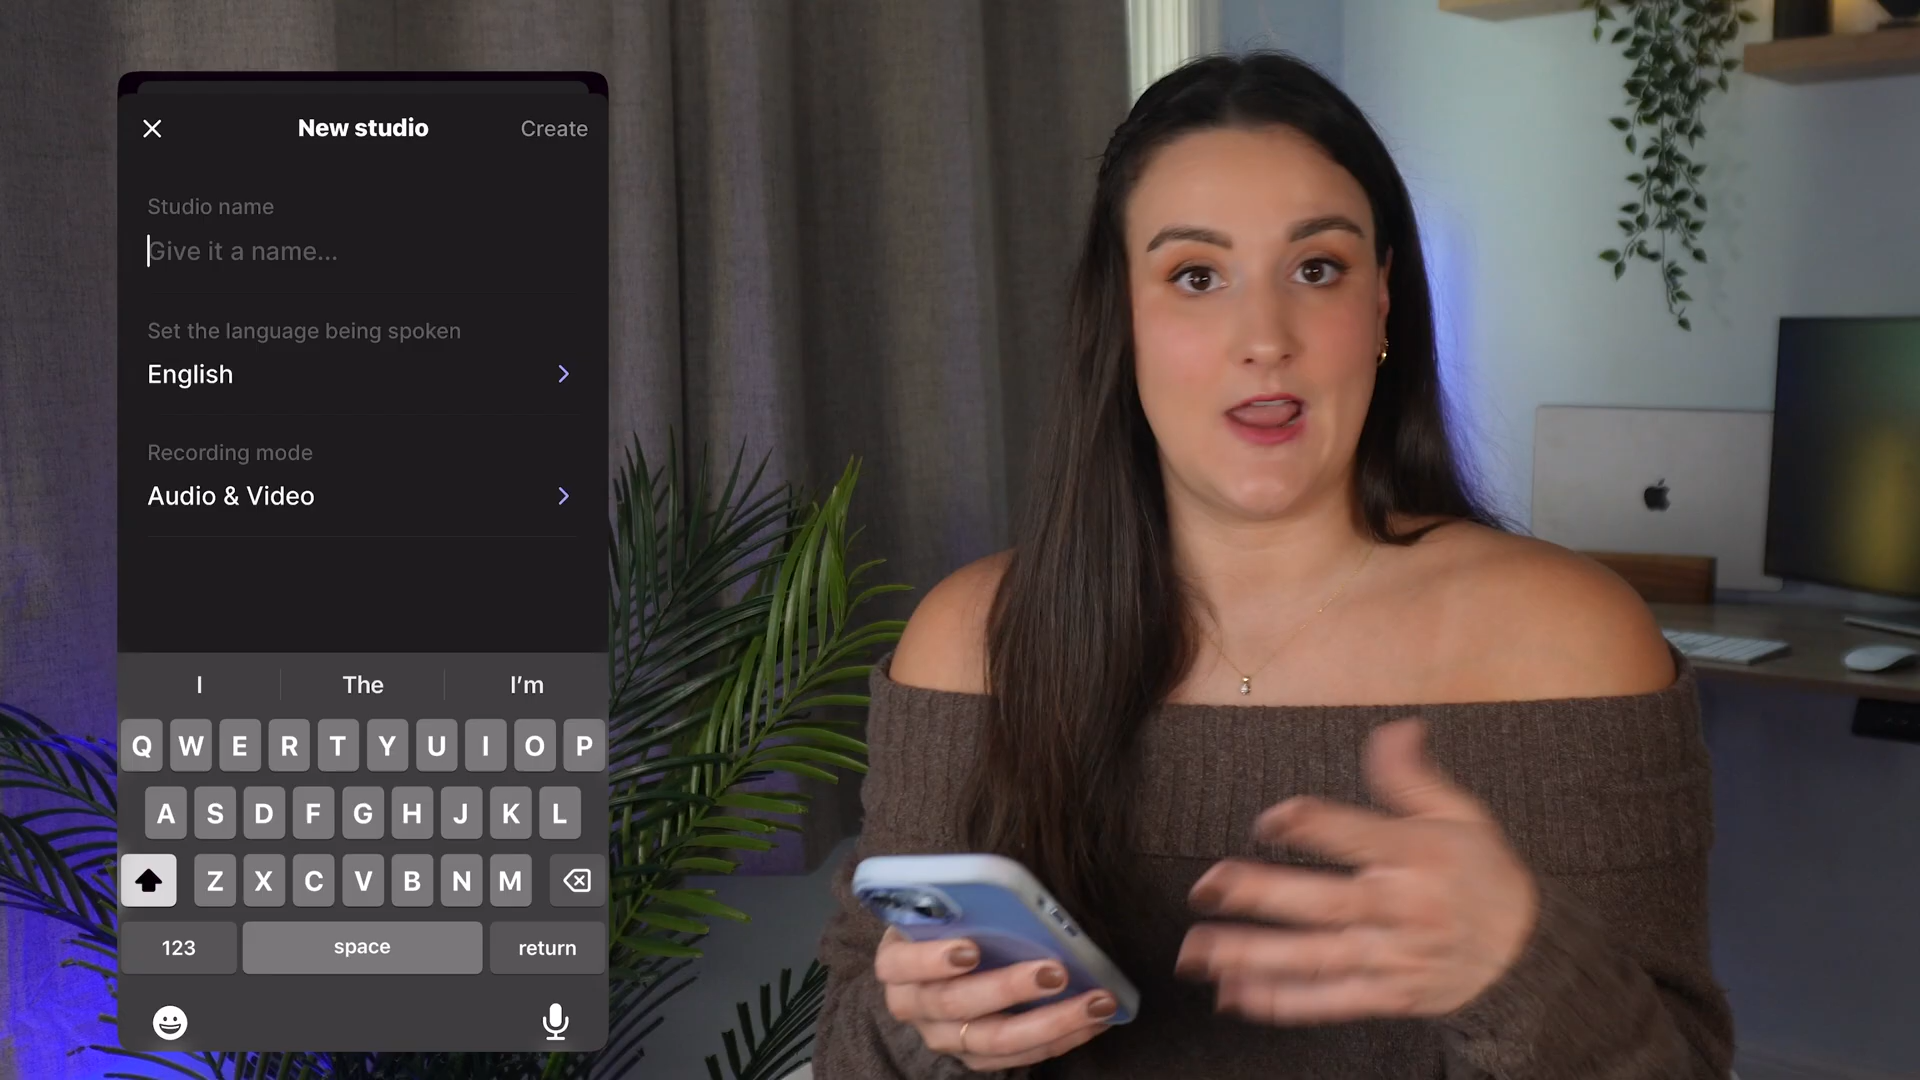 New studio
Create
Studio name
Give it a name...
Set the language being spoken
English
Recording mode
Audio & Video
I
The
I'm
Q W E R T Y U I O P
A S D F G H J K L
Z X C V B N M
123
space
return